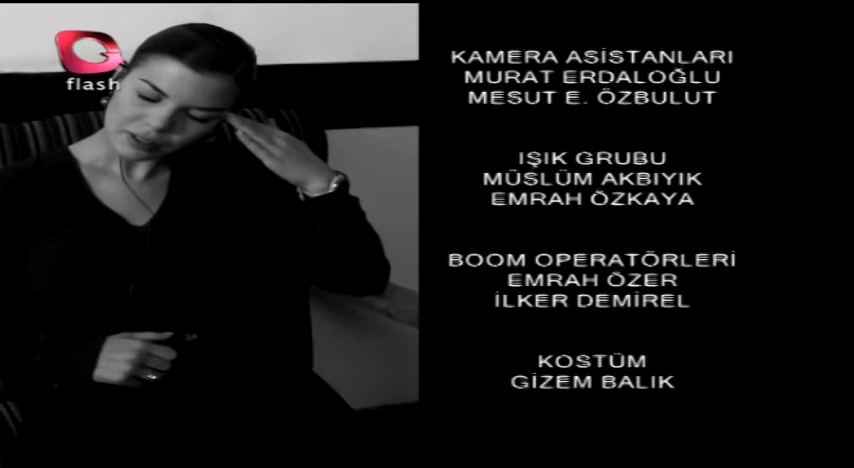 flash
KAMERA ASİSTANLARI
MURAT ERDALOĞLU
MESUT E. ÖZBULUT
IŞIK GRUBU
MÜSLÜM AKBIYIK
EMRAH ÖZKAYA
BOOM OPERATÖRLERİ
EMRAH ÖZER
İLKER DEMİREL
KOSTÜM
GİZEM BALIK